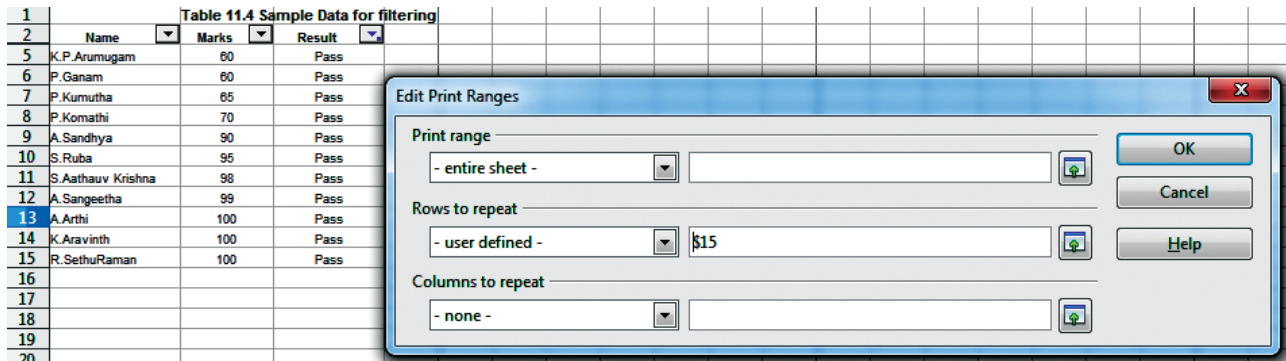 1 Table 11.4 Sample Data for filtering
2 Name Marks Result
5 K.P.Arumugam 60 Pass
6 P.Ganam 60 Pass
7 P.Kumutha 65 Pass
8 P.Komathi 70 Pass
9 A.Sandhya 90 Pass
10 S.Ruba 95 Pass
11 S.Aathauv Krishna 98 Pass
12 A.Sangeetha 99 Pass
13 A.Arthi 100 Pass
14 K.Aravinth 100 Pass
15 R.SethuRaman 100 Pass
16
17
18
19
20
Edit Print Ranges
Print range
- entire sheet -
Rows to repeat
- user defined - $15
Columns to repeat
- none -
OK
Cancel
Help